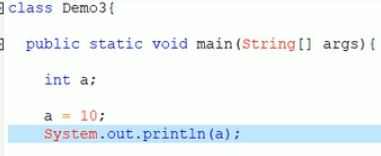 class Demo3{
public static void main(String[] args){
int a;
a = 10;
System.out.println(a);